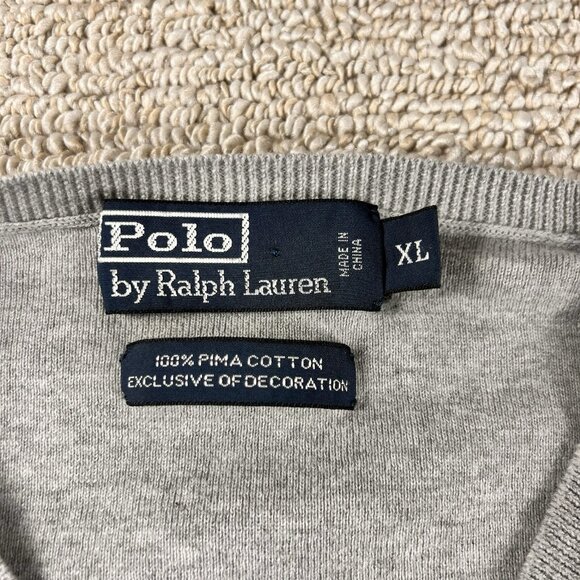 Polo
by Ralph Lauren
MADE IN
CHINA
XL
100% PIMA COTTON
EXCLUSIVE OF DECORATION